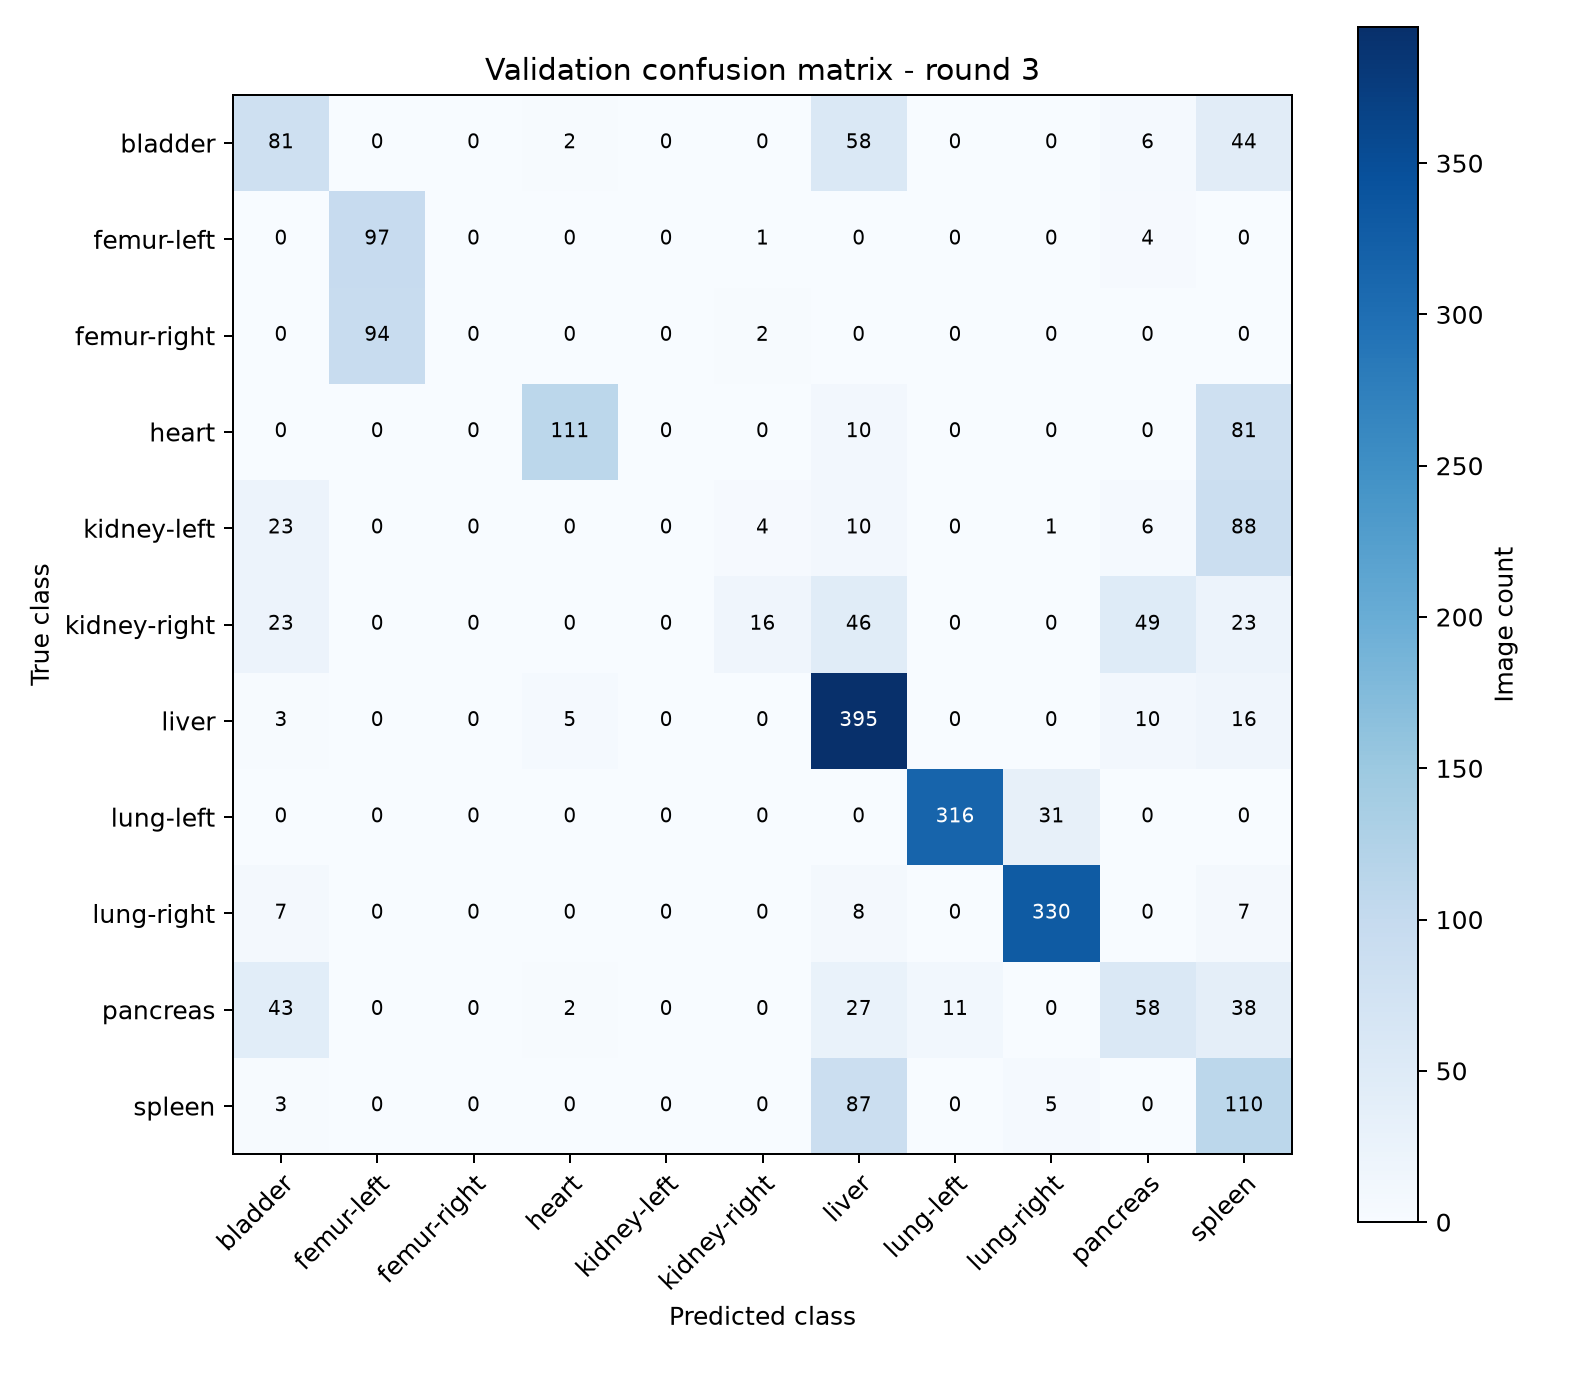 Validation confusion matrix - round 3
bladder 81 0 0 2 0 0 58 0 0 6 44
femur-left 0 97 0 0 0 1 0 0 0 4 0
femur-right 0 94 0 0 0 2 0 0 0 0 0
heart 0 0 0 111 0 0 10 0 0 0 81
kidney-left 23 0 0 0 0 4 10 0 1 6 88
kidney-right 23 0 0 0 0 16 46 0 0 49 23
liver 3 0 0 5 0 0 395 0 0 10 16
lung-left 0 0 0 0 0 0 0 316 31 0 0
lung-right 7 0 0 0 0 0 8 0 330 0 7
pancreas 43 0 0 2 0 0 27 11 0 58 38
spleen 3 0 0 0 0 0 87 0 5 0 110
bladder femur-left femur-right heart kidney-left kidney-right liver lung-left lung-right pancreas spleen
Predicted class
True class
350
300
250
200
150
100
50
0
Image count